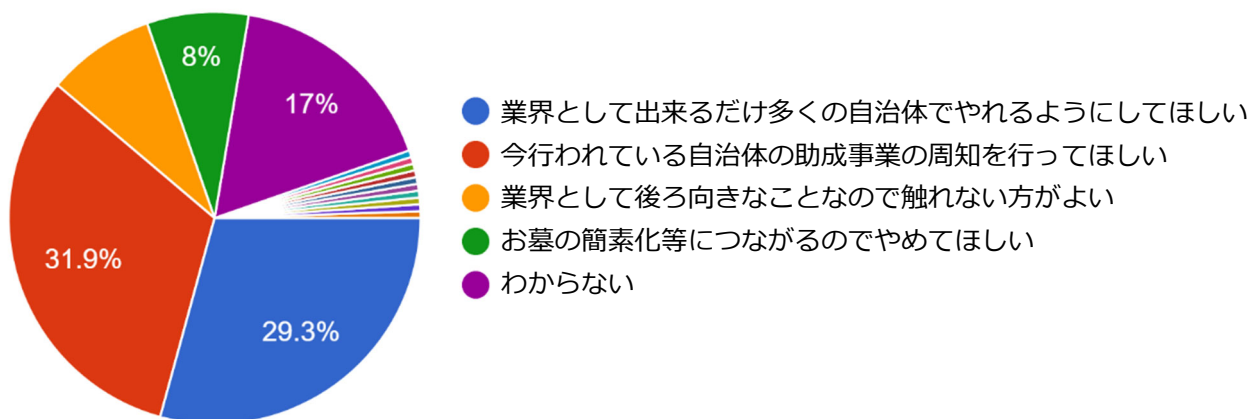 8%
17%
31.9%
29.3%
業界として出来るだけ多くの自治体でやれるようにしてほしい
今行われている自治体の助成事業の周知を行ってほしい
業界として後ろ向きなことなので触れない方がよい
お墓の簡素化等につながるのでやめてほしい
わからない